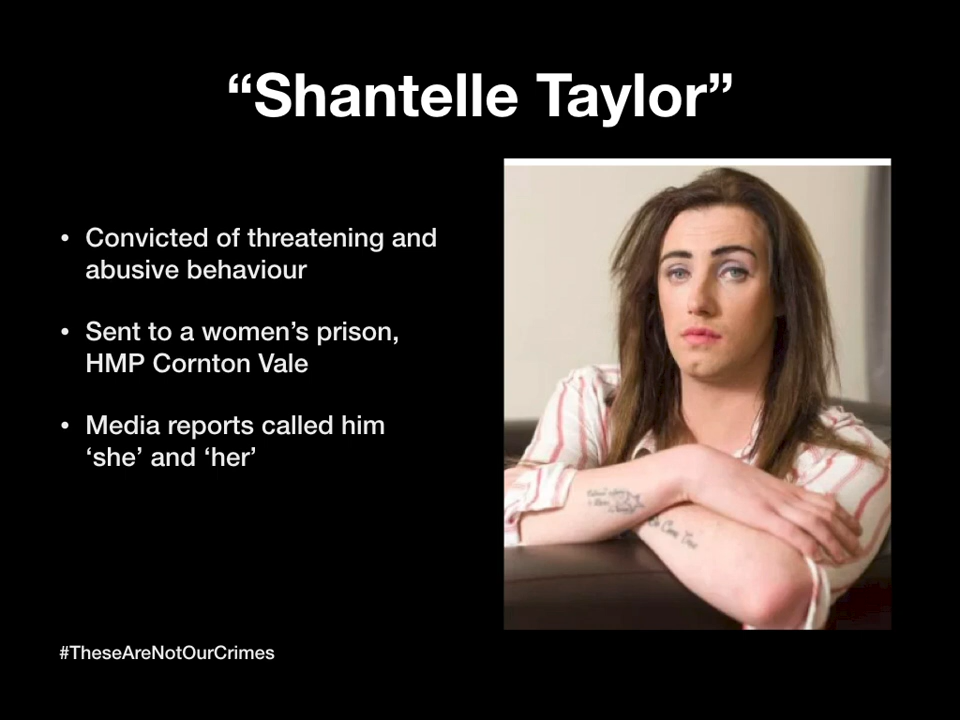 “Shantelle Taylor”
• Convicted of threatening and
abusive behaviour
• Sent to a women’s prison,
HMP Cornton Vale
• Media reports called him
‘she’ and ‘her’
#TheseAreNotOurCrimes